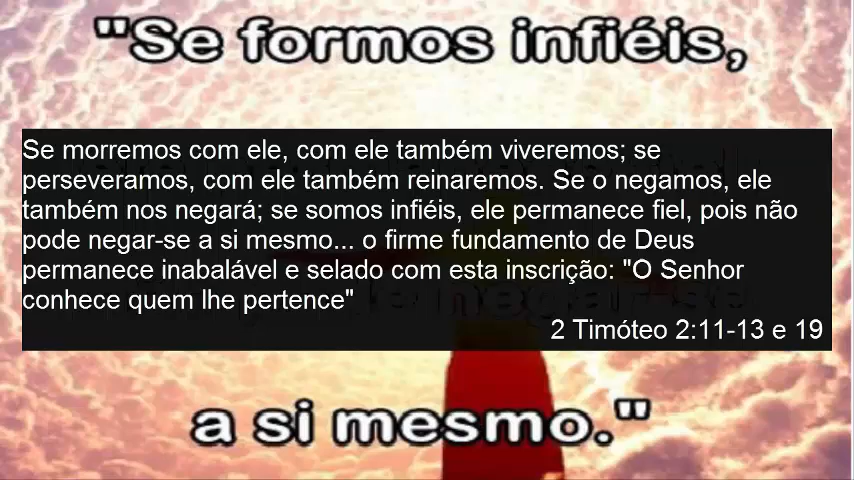 "Se formos infiéis,
Se morremos com ele, com ele também viveremos; se
perseveramos, com ele também reinaremos. Se o negamos, ele
também nos negará; se somos infiéis, ele permanece fiel, pois não
pode negar-se a si mesmo... o firme fundamento de Deus
permanece inabalável e selado com esta inscrição: "O Senhor
conhece quem lhe pertence"
2 Timóteo 2:11-13 e 19
a si mesmo."